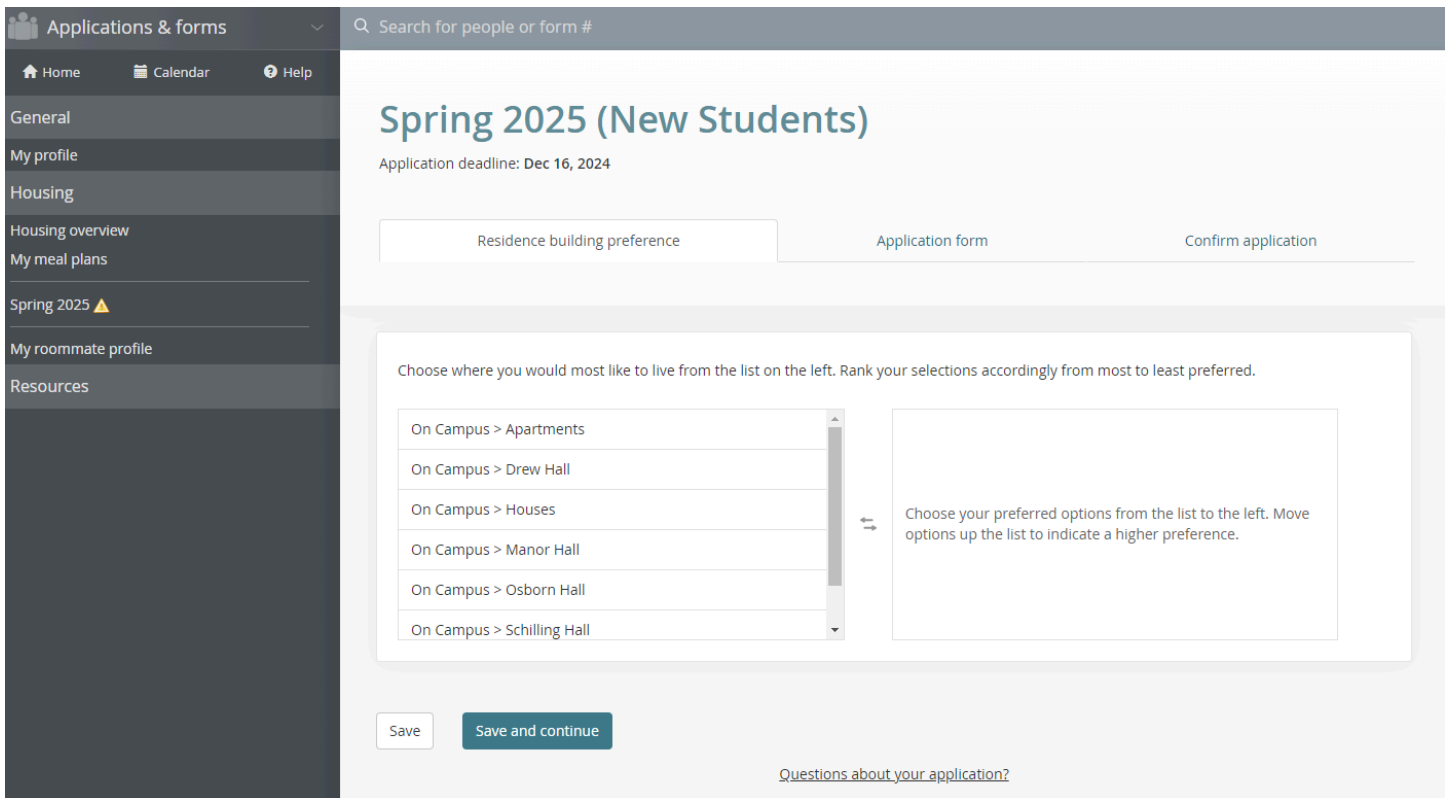 Applications & forms
Search for people or form #
Home
Calendar
Help
General
My profile
Housing
Housing overview
My meal plans
Spring 2025
My roommate profile
Resources
Spring 2025 (New Students)
Application deadline: Dec 16, 2024
Residence building preference
Application form
Confirm application
Choose where you would most like to live from the list on the left. Rank your selections accordingly from most to least preferred.
On Campus > Apartments
On Campus > Drew Hall
On Campus > Houses
On Campus > Manor Hall
On Campus > Osborn Hall
On Campus > Schilling Hall
Choose your preferred options from the list to the left. Move
options up the list to indicate a higher preference.
Save
Save and continue
Questions about your application?